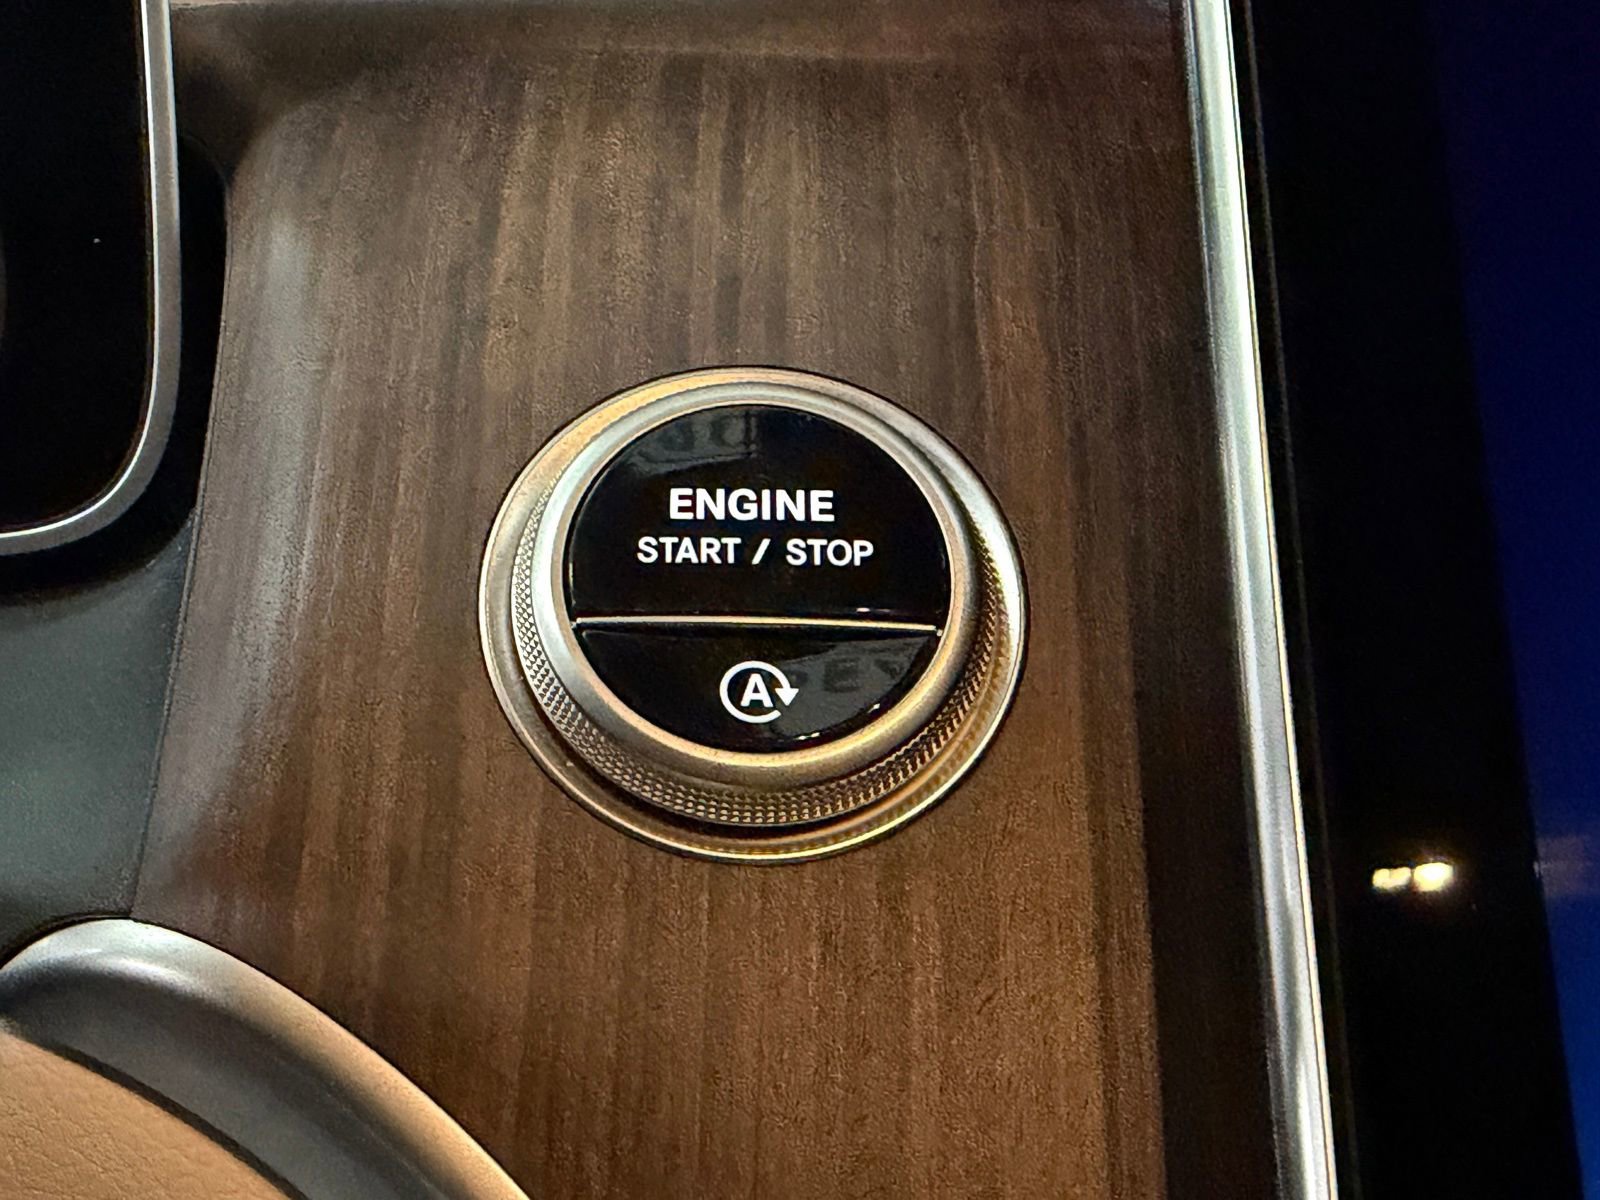 ENGINE
START / STOP
A